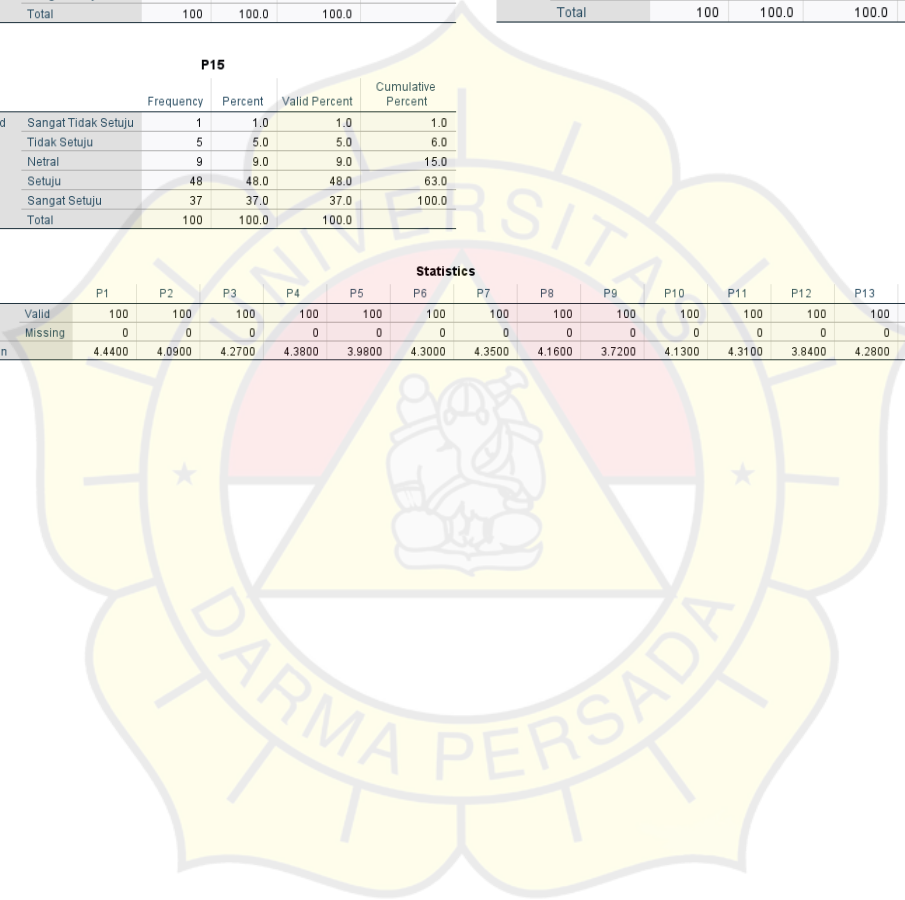 Total 100 100.0 100.0
Total 100 100.0 100.0
P15
Frequency Percent Valid Percent Cumulative Percent
Sangat Tidak Setuju 1 1.0 1.0 1.0
Tidak Setuju 5 5.0 5.0 6.0
Netral 9 9.0 9.0 15.0
Setuju 48 48.0 48.0 63.0
Sangat Setuju 37 37.0 37.0 100.0
Total 100 100.0 100.0
Statistics
P1 P2 P3 P4 P5 P6 P7 P8 P9 P10 P11 P12 P13
Valid 100 100 100 100 100 100 100 100 100 100 100 100 100
Missing 0 0 0 0 0 0 0 0 0 0 0 0 0
4.4400 4.0900 4.2700 4.3800 3.9800 4.3000 4.3500 4.1600 3.7200 4.1300 4.3100 3.8400 4.2800
UNIVERSITAS
DARMA PERSADA